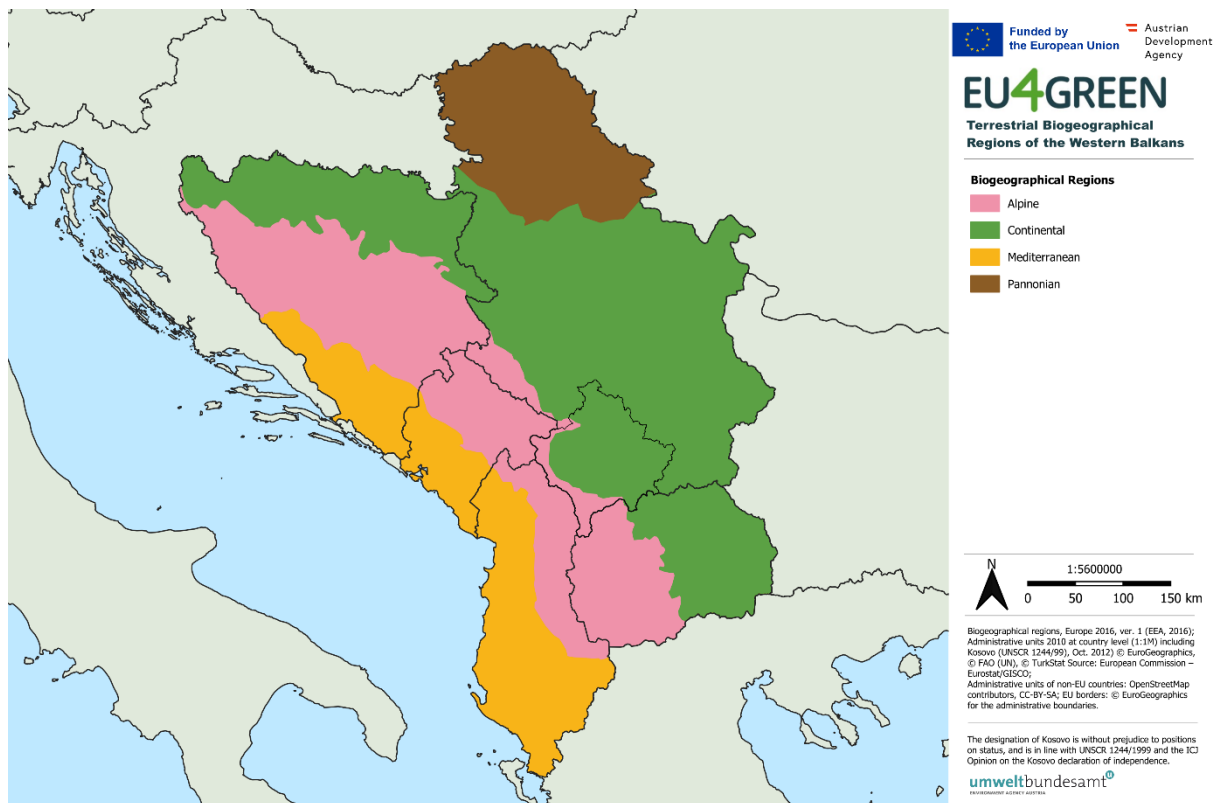 Funded by
the European Union
Austrian
Development
Agency
EU4GREEN
Terrestrial Biogeographical
Regions of the Western Balkans
Biogeographical Regions
Alpine
Continental
Mediterranean
Pannonian
N
1:5600000
0 50 100 150 km
Biogeographical regions, Europe 2016, ver. 1 (EEA, 2016);
Administrative units 2010 at country level (1:1M) including
Kosovo (UNSCR 1244/99), Oct. 2012) © EuroGeographics,
© FAO (UN), © TurkStat Source: European Commission –
Eurostat/GISCO;
Administrative units of non-EU countries: OpenStreetMap
contributors, CC-BY-SA; EU borders: © EuroGeographics
for the administrative boundaries.
The designation of Kosovo is without prejudice to positions
on status, and is in line with UNSCR 1244/1999 and the ICJ
Opinion on the Kosovo declaration of independence.
umweltbundesamt
ENVIRONMENT AGENCY AUSTRIA